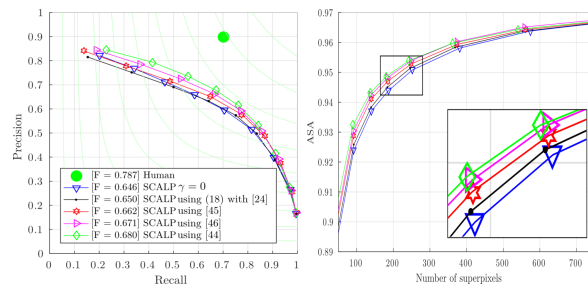 1
0.9
0.8
0.7
0.6
0.5
0.4
0.3
0.2
0.1
0
Precision
[F = 0.787] Human
[F = 0.646] SCALP γ = 0
[F = 0.650] SCALP using (18) with [24]
[F = 0.662] SCALP using [45]
[F = 0.671] SCALP using [46]
[F = 0.680] SCALP using [44]
0 0.1 0.2 0.3 0.4 0.5 0.6 0.7 0.8 0.9 1
Recall
0.97
0.96
0.95
0.94
0.93
0.92
0.91
0.9
ASA
100 200 300 400 500 600 700
Number of superpixels